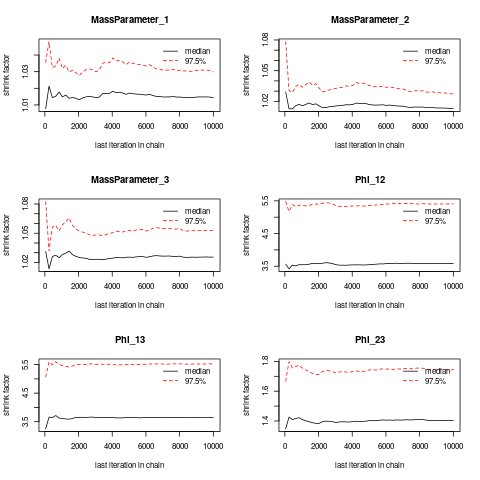 MassParameter_1
shrink factor
1.03
1.01
median
97.5%
0 2000 4000 6000 8000 10000
last iteration in chain
MassParameter_2
shrink factor
1.08
1.05
1.02
median
97.5%
0 2000 4000 6000 8000 10000
last iteration in chain
MassParameter_3
shrink factor
1.08
1.05
1.02
median
97.5%
0 2000 4000 6000 8000 10000
last iteration in chain
Phi_12
shrink factor
5.5
4.5
3.5
median
97.5%
0 2000 4000 6000 8000 10000
last iteration in chain
Phi_13
shrink factor
5.5
4.5
3.5
median
97.5%
0 2000 4000 6000 8000 10000
last iteration in chain
Phi_23
shrink factor
1.8
1.6
1.4
median
97.5%
0 2000 4000 6000 8000 10000
last iteration in chain